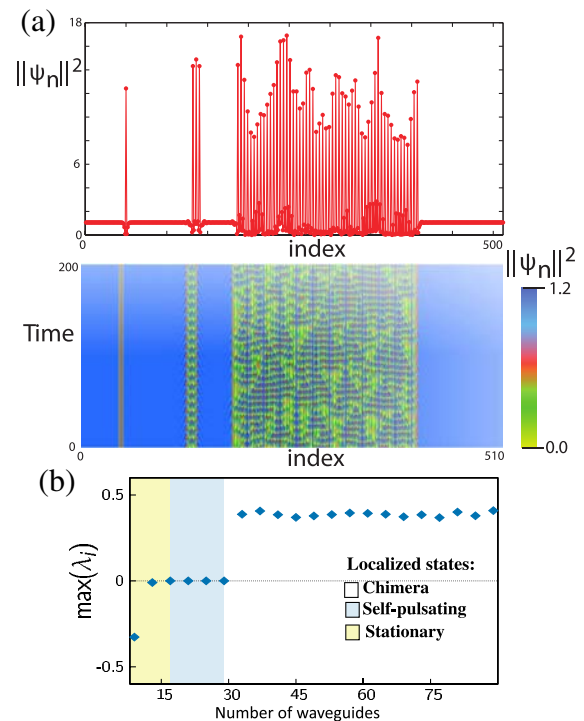 (a)
18
12
6
0
||ψn||²
0
index
500
||ψn||²
200
Time
0
index
510
1.2
0.0
(b)
0.5
0
-0.5
max(λi)
Localized states:
Chimera
Self-pulsating
Stationary
15
30
45
60
75
Number of waveguides